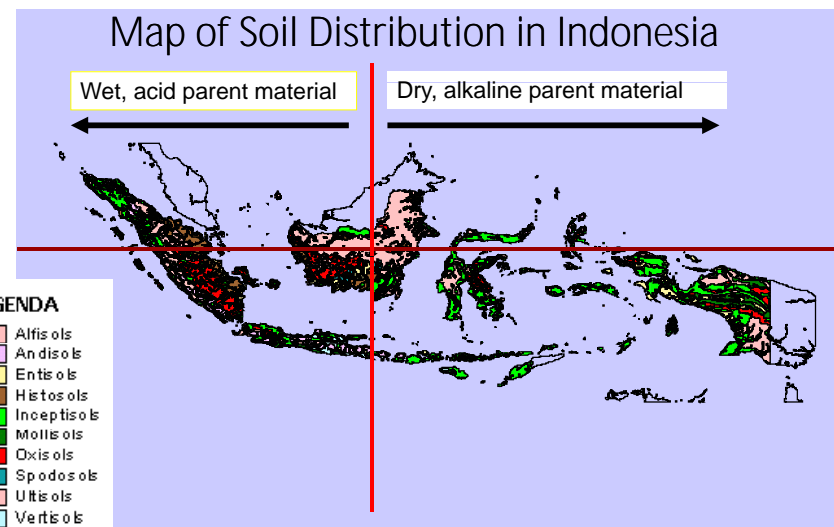 Map of Soil Distribution in Indonesia
Wet, acid parent material
Dry, alkaline parent material
GENDA
Alfisols
Andisols
Entisols
Histosols
Inceptisols
Mollisols
Oxisols
Spodosols
Ultisols
Vertisols